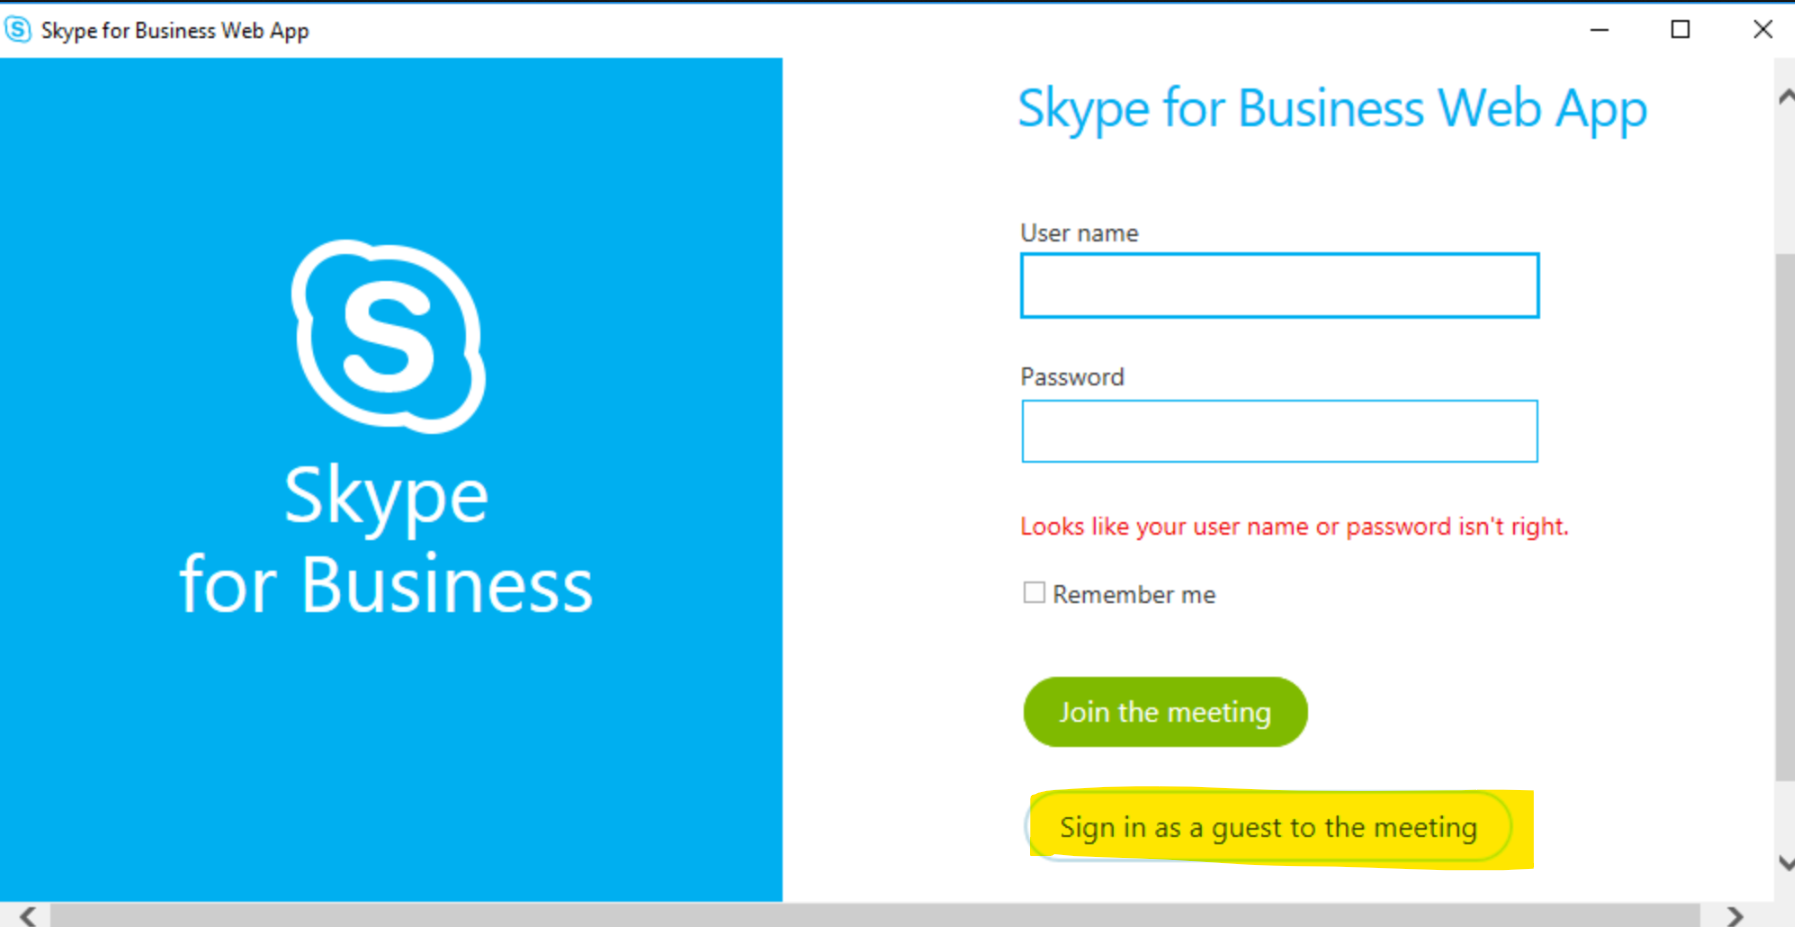 Skype for Business Web App
Skype for Business Web App
User name
Password
Looks like your user name or password isn't right.
Remember me
Join the meeting
Sign in as a guest to the meeting
S
Skype
for Business